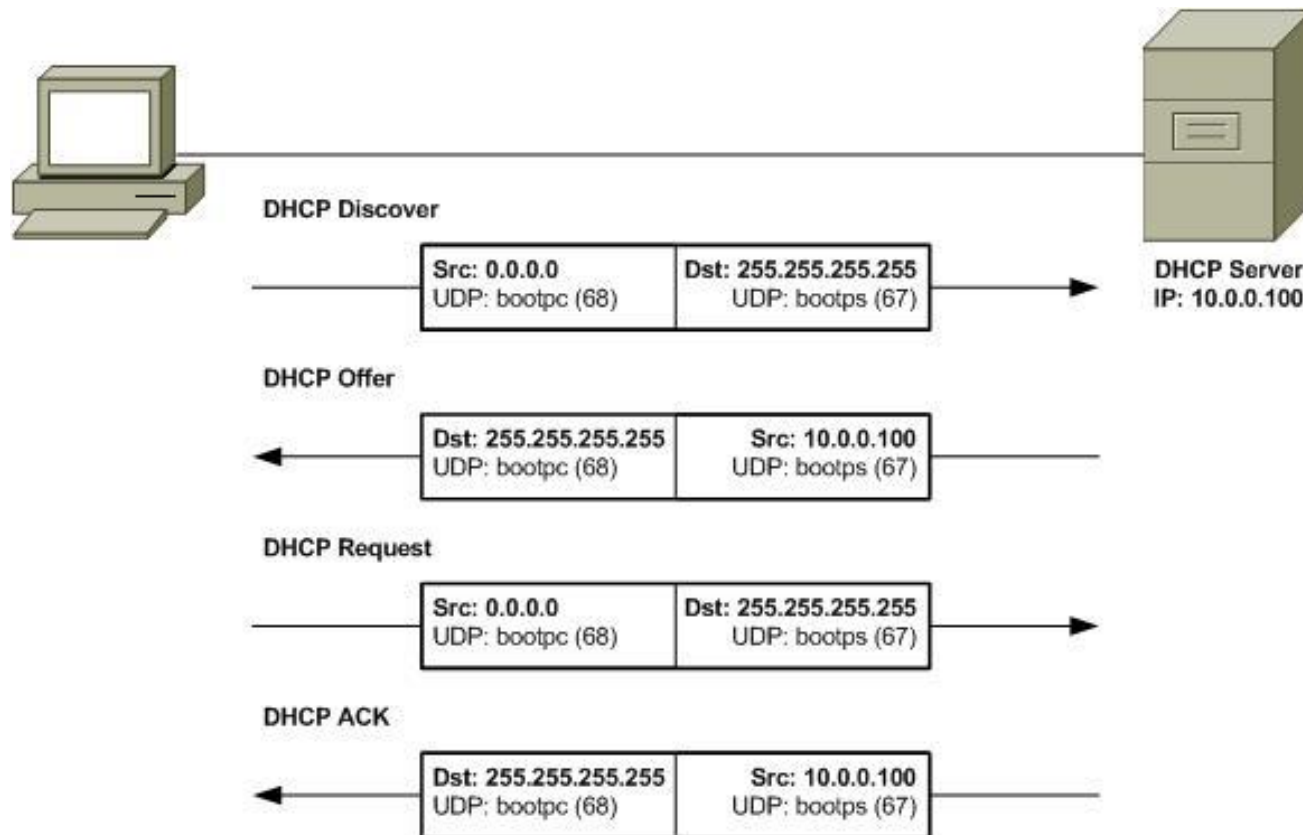 DHCP Discover
Src: 0.0.0.0
UDP: bootpc (68)
Dst: 255.255.255.255
UDP: bootps (67)
DHCP Server
IP: 10.0.0.100
DHCP Offer
Dst: 255.255.255.255
UDP: bootpc (68)
Src: 10.0.0.100
UDP: bootps (67)
DHCP Request
Src: 0.0.0.0
UDP: bootpc (68)
Dst: 255.255.255.255
UDP: bootps (67)
DHCP ACK
Dst: 255.255.255.255
UDP: bootpc (68)
Src: 10.0.0.100
UDP: bootps (67)